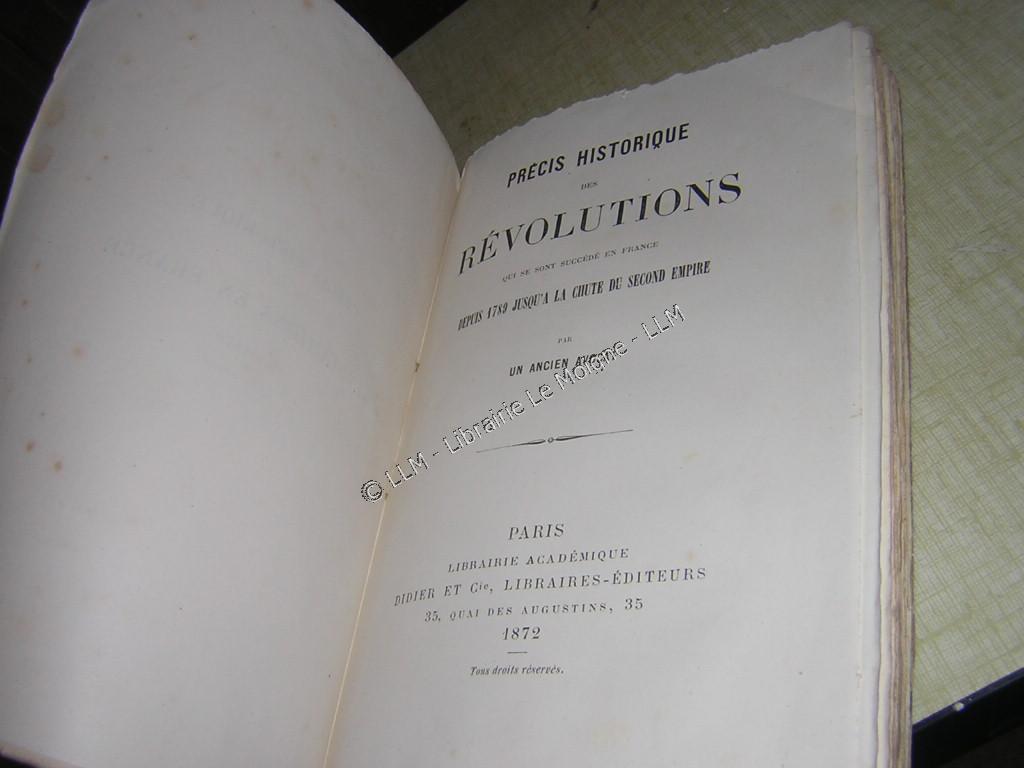 PRÉCIS HISTORIQUE
DES
RÉVOLUTIONS
QUI SE SONT SUCCÉDÉ EN FRANCE
DEPUIS 1789 JUSQU'A LA CHUTE DU SECOND EMPIRE
PAR
UN ANCIEN
© LLM - Librairie Le Moigne - LLM
PARIS
LIBRAIRIE ACADÉMIQUE
DIDIER ET Cie, LIBRAIRES-ÉDITEURS
35, QUAI DES AUGUSTINS, 35
1872
Tous droits réservés.